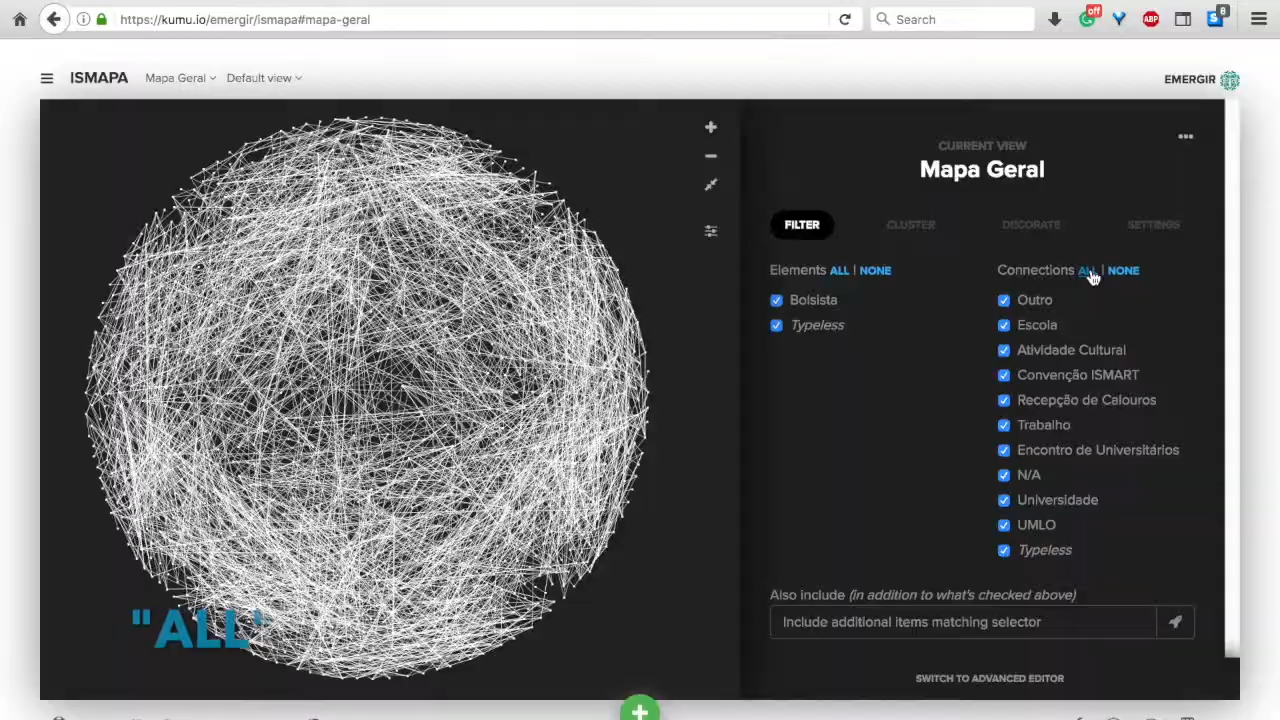 https://kumu.io/emergir/ismapa#mapa-geral
Search
off
ABP
8
ISMAPA
Mapa Geral
Default view
EMERGIR
CURRENT VIEW
Mapa Geral
FILTER
CLUSTER
DECORATE
SETTINGS
Elements ALL | NONE
Connections ALL | NONE
Bolsista
Typeless
Outro
Escola
Atividade Cultural
Convenção ISMART
Recepção de Calouros
Trabalho
Encontro de Universitários
N/A
Universidade
UMLO
Typeless
Also include (in addition to what's checked above)
Include additional items matching selector
SWITCH TO ADVANCED EDITOR
"ALL"